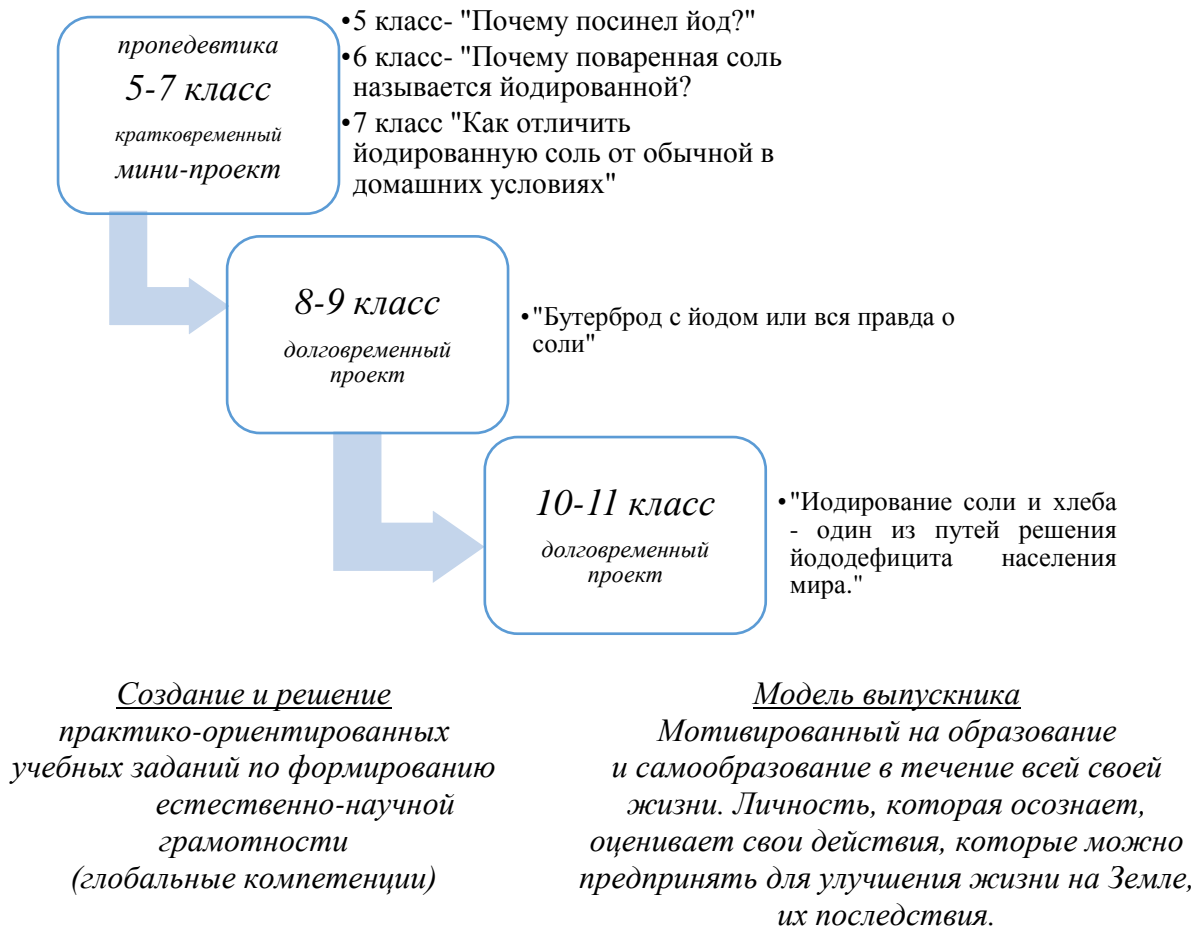 пропедевтика
5-7 класс
кратковременный
мини-проект
•5 класс- "Почему посинел йод?"
•6 класс- "Почему поваренная соль
называется йодированной?
•7 класс "Как отличить
йодированную соль от обычной в
домашних условиях"
8-9 класс
долговременный
проект
•"Бутерброд с йодом или вся правда о
соли"
10-11 класс
долговременный
проект
•"Иодирование соли и хлеба
- один из путей решения
йододефицита населения
мира."
Создание и решение
практико-ориентированных
учебных заданий по формированию
естественно-научной
грамотности
(глобальные компетенции)
Модель выпускника
Мотивированный на образование
и самообразование в течение всей своей
жизни. Личность, которая осознает,
оценивает свои действия, которые можно
предпринять для улучшения жизни на Земле,
их последствия.